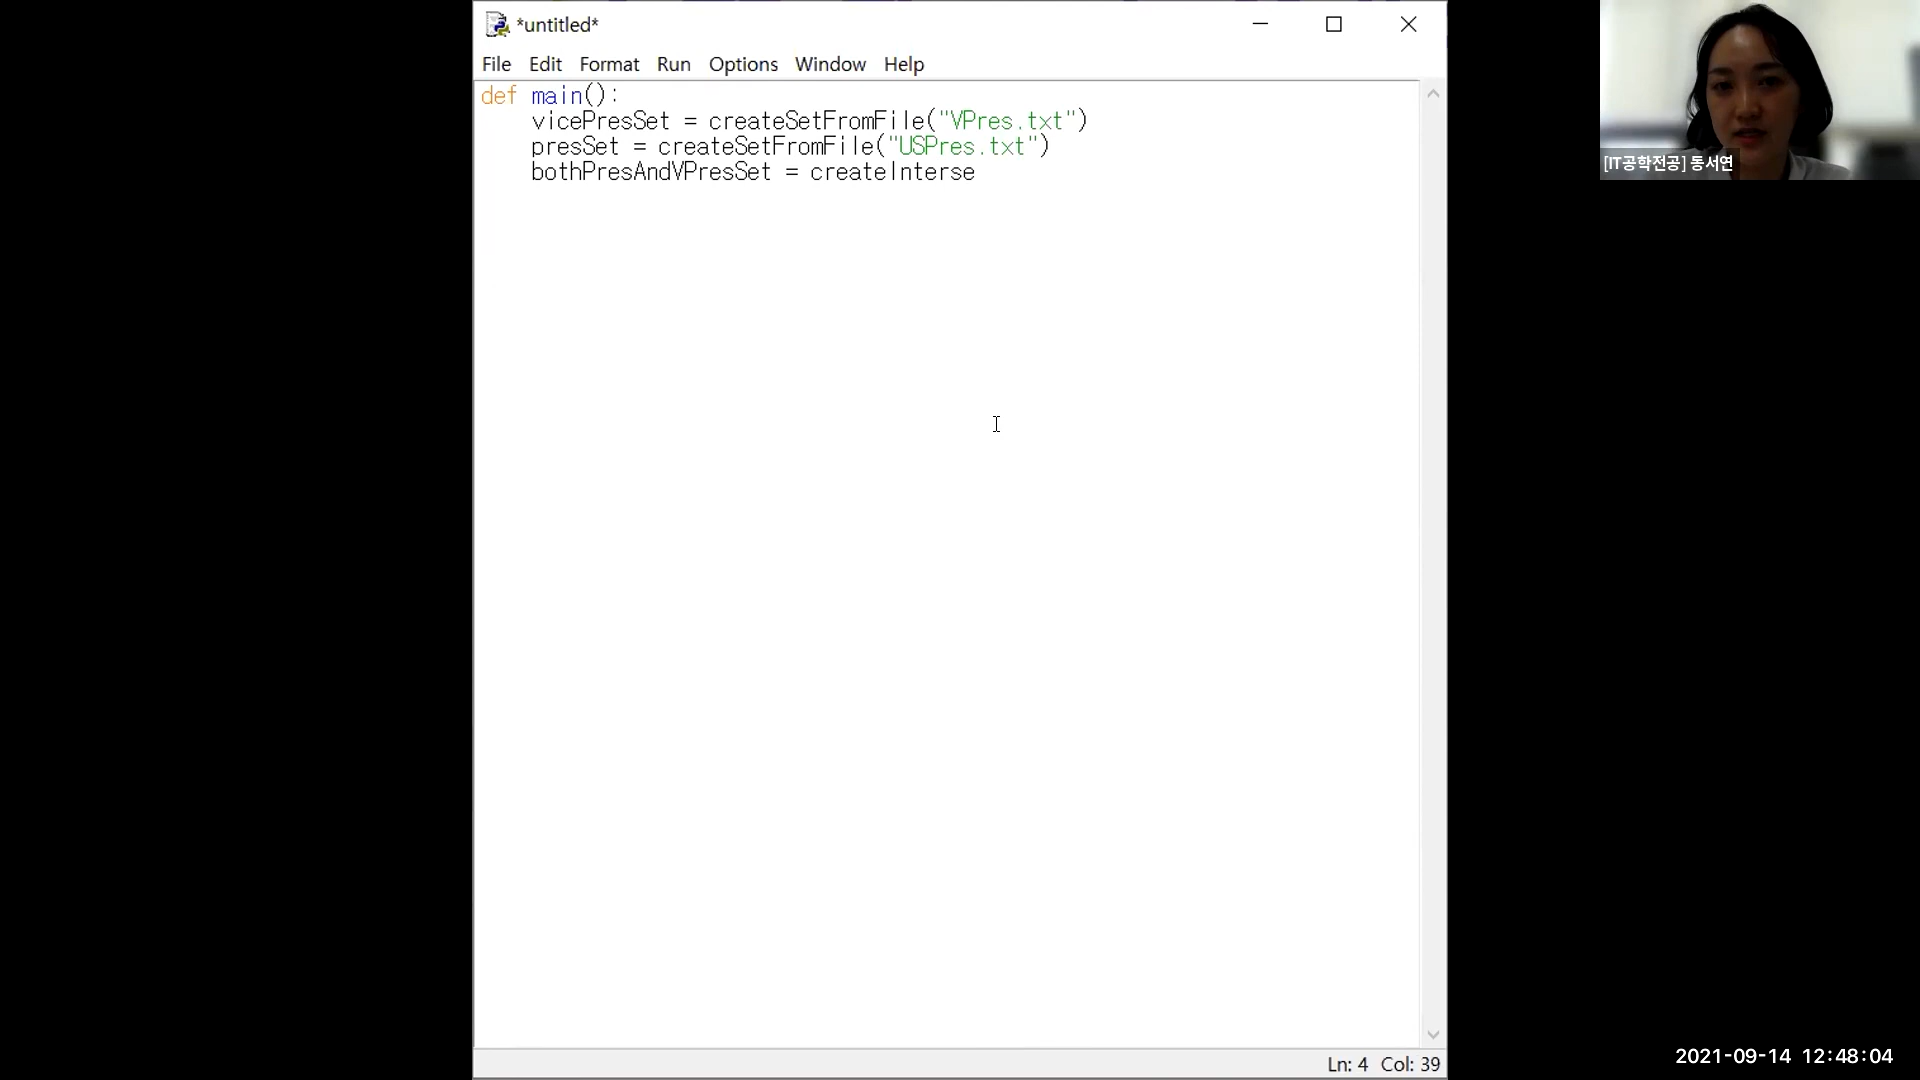 *untitled*
File Edit Format Run Options Window Help
def main():
    vicePresSet = createSetFromFile("VPres.txt")
    presSet = createSetFromFile("USPres.txt")
    bothPresAndVPresSet = createInterse
Ln: 4 Col: 39
[IT공학전공] 통서연
2021-09-14 12:48:04